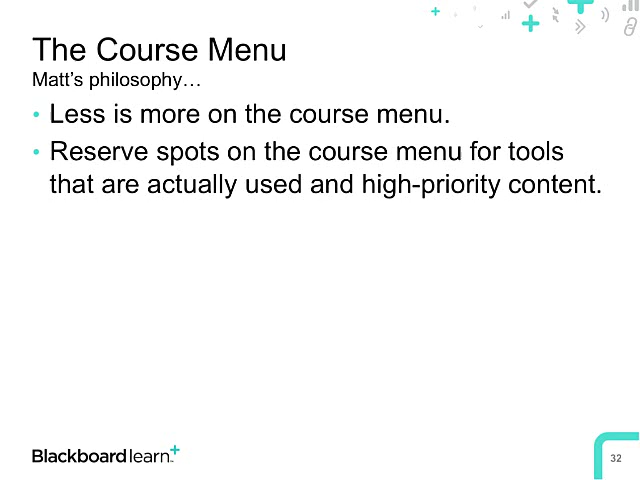 The Course Menu
Matt's philosophy…
• Less is more on the course menu.
• Reserve spots on the course menu for tools
that are actually used and high-priority content.
Blackboard learn+
32